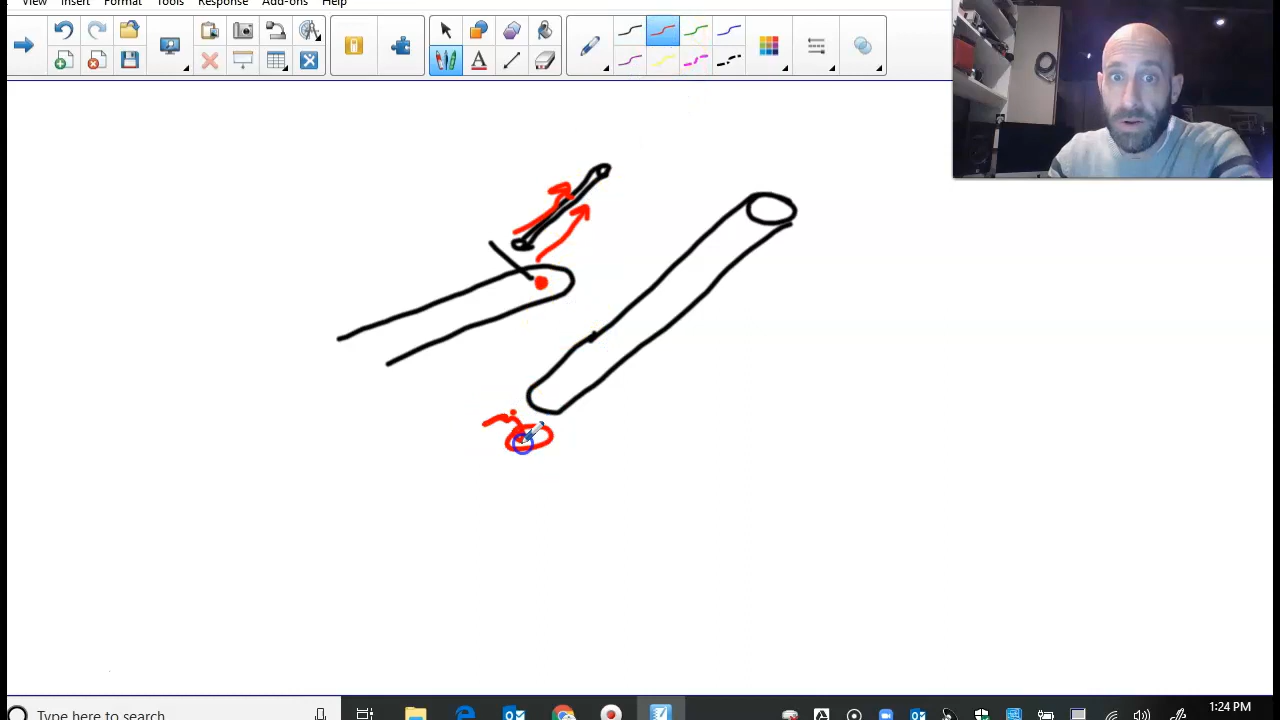 View Insert Format Tools Response Add-ons Help
A
Type here to search
1:24 PM